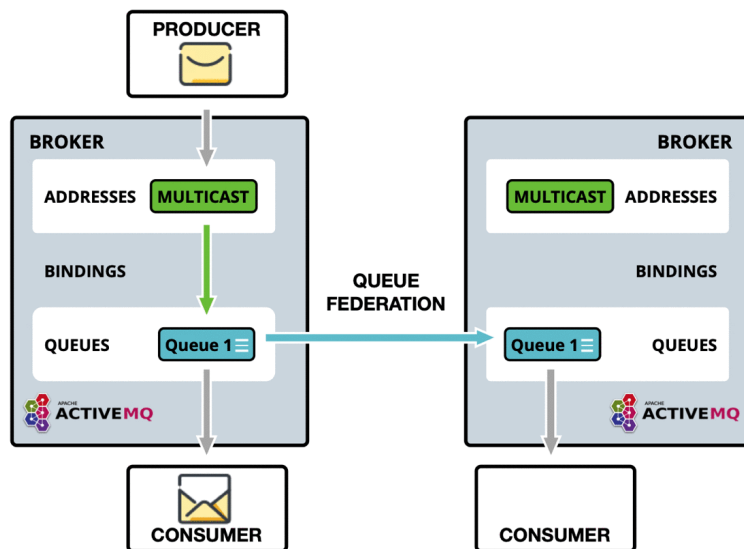 PRODUCER
BROKER
ADDRESSES MULTICAST
BINDINGS
QUEUES Queue 1
APACHE
ACTIVEMQ
CONSUMER
QUEUE
FEDERATION
BROKER
MULTICAST ADDRESSES
BINDINGS
Queue 1 QUEUES
APACHE
ACTIVEMQ
CONSUMER